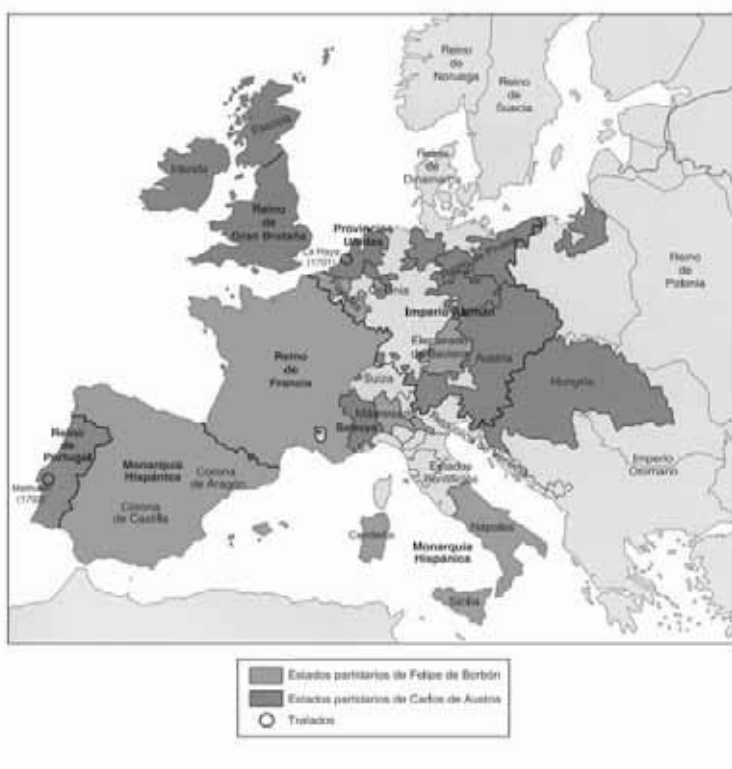 Reino
de
Noruega
Reino
de
Suecia
Reino
de
Dinamarca
Escocia
Irlanda
Reino
de
Gran Bretaña
Provincias
Unidas
La Haya
(1701)
Colonia
Reino
de
Polonia
Imperio Alemán
Electorado
de Baviera
Austria
Hungría
Reino
de
Francia
Suiza
Milanesado
Saboya
Reino
de
Portugal
(1703)
Monarquía
Hispánica
Corona
de Aragón
Corona
de Castilla
Estados
Pontificios
Imperio
Otomano
Cerdeña
Monarquía
Hispánica
Nápoles
Sicilia
Estados partidarios de Felipe de Borbón
Estados partidarios de Carlos de Austria
Tratados